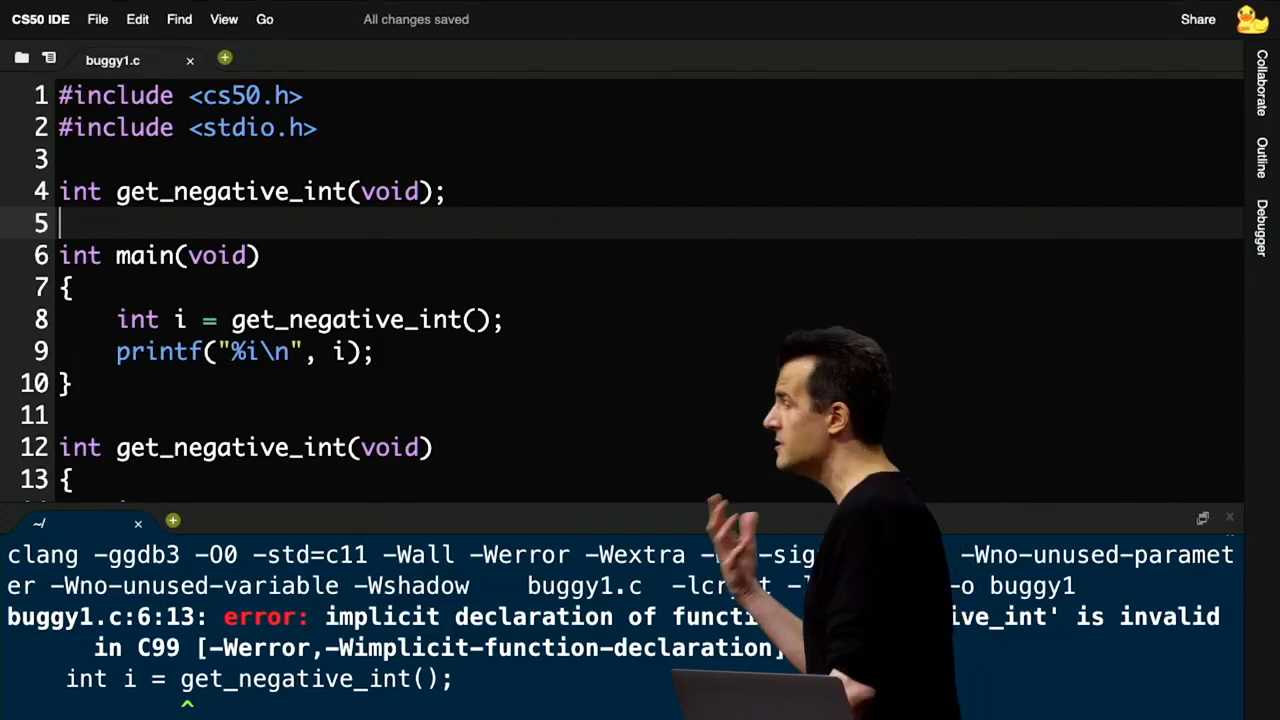 CS50 IDE File Edit Find View Go All changes saved Share
buggy1.c
1 #include <cs50.h>
2 #include <stdio.h>
3
4 int get_negative_int(void);
5
6 int main(void)
7 {
8 int i = get_negative_int();
9 printf("%i\n", i);
10 }
11
12 int get_negative_int(void)
13 {
Collaborate
Outline
Debugger
~/
clang -ggdb3 -O0 -std=c11 -Wall -Werror -Wextra -Wno-unused-paramet
er -Wno-unused-variable -Wshadow buggy1.c -o buggy1
buggy1.c:6:13: error: implicit declaration of is invalid
in C99 [-Werror,-Wimplicit-function-declaration]
int i = get_negative_int();
^